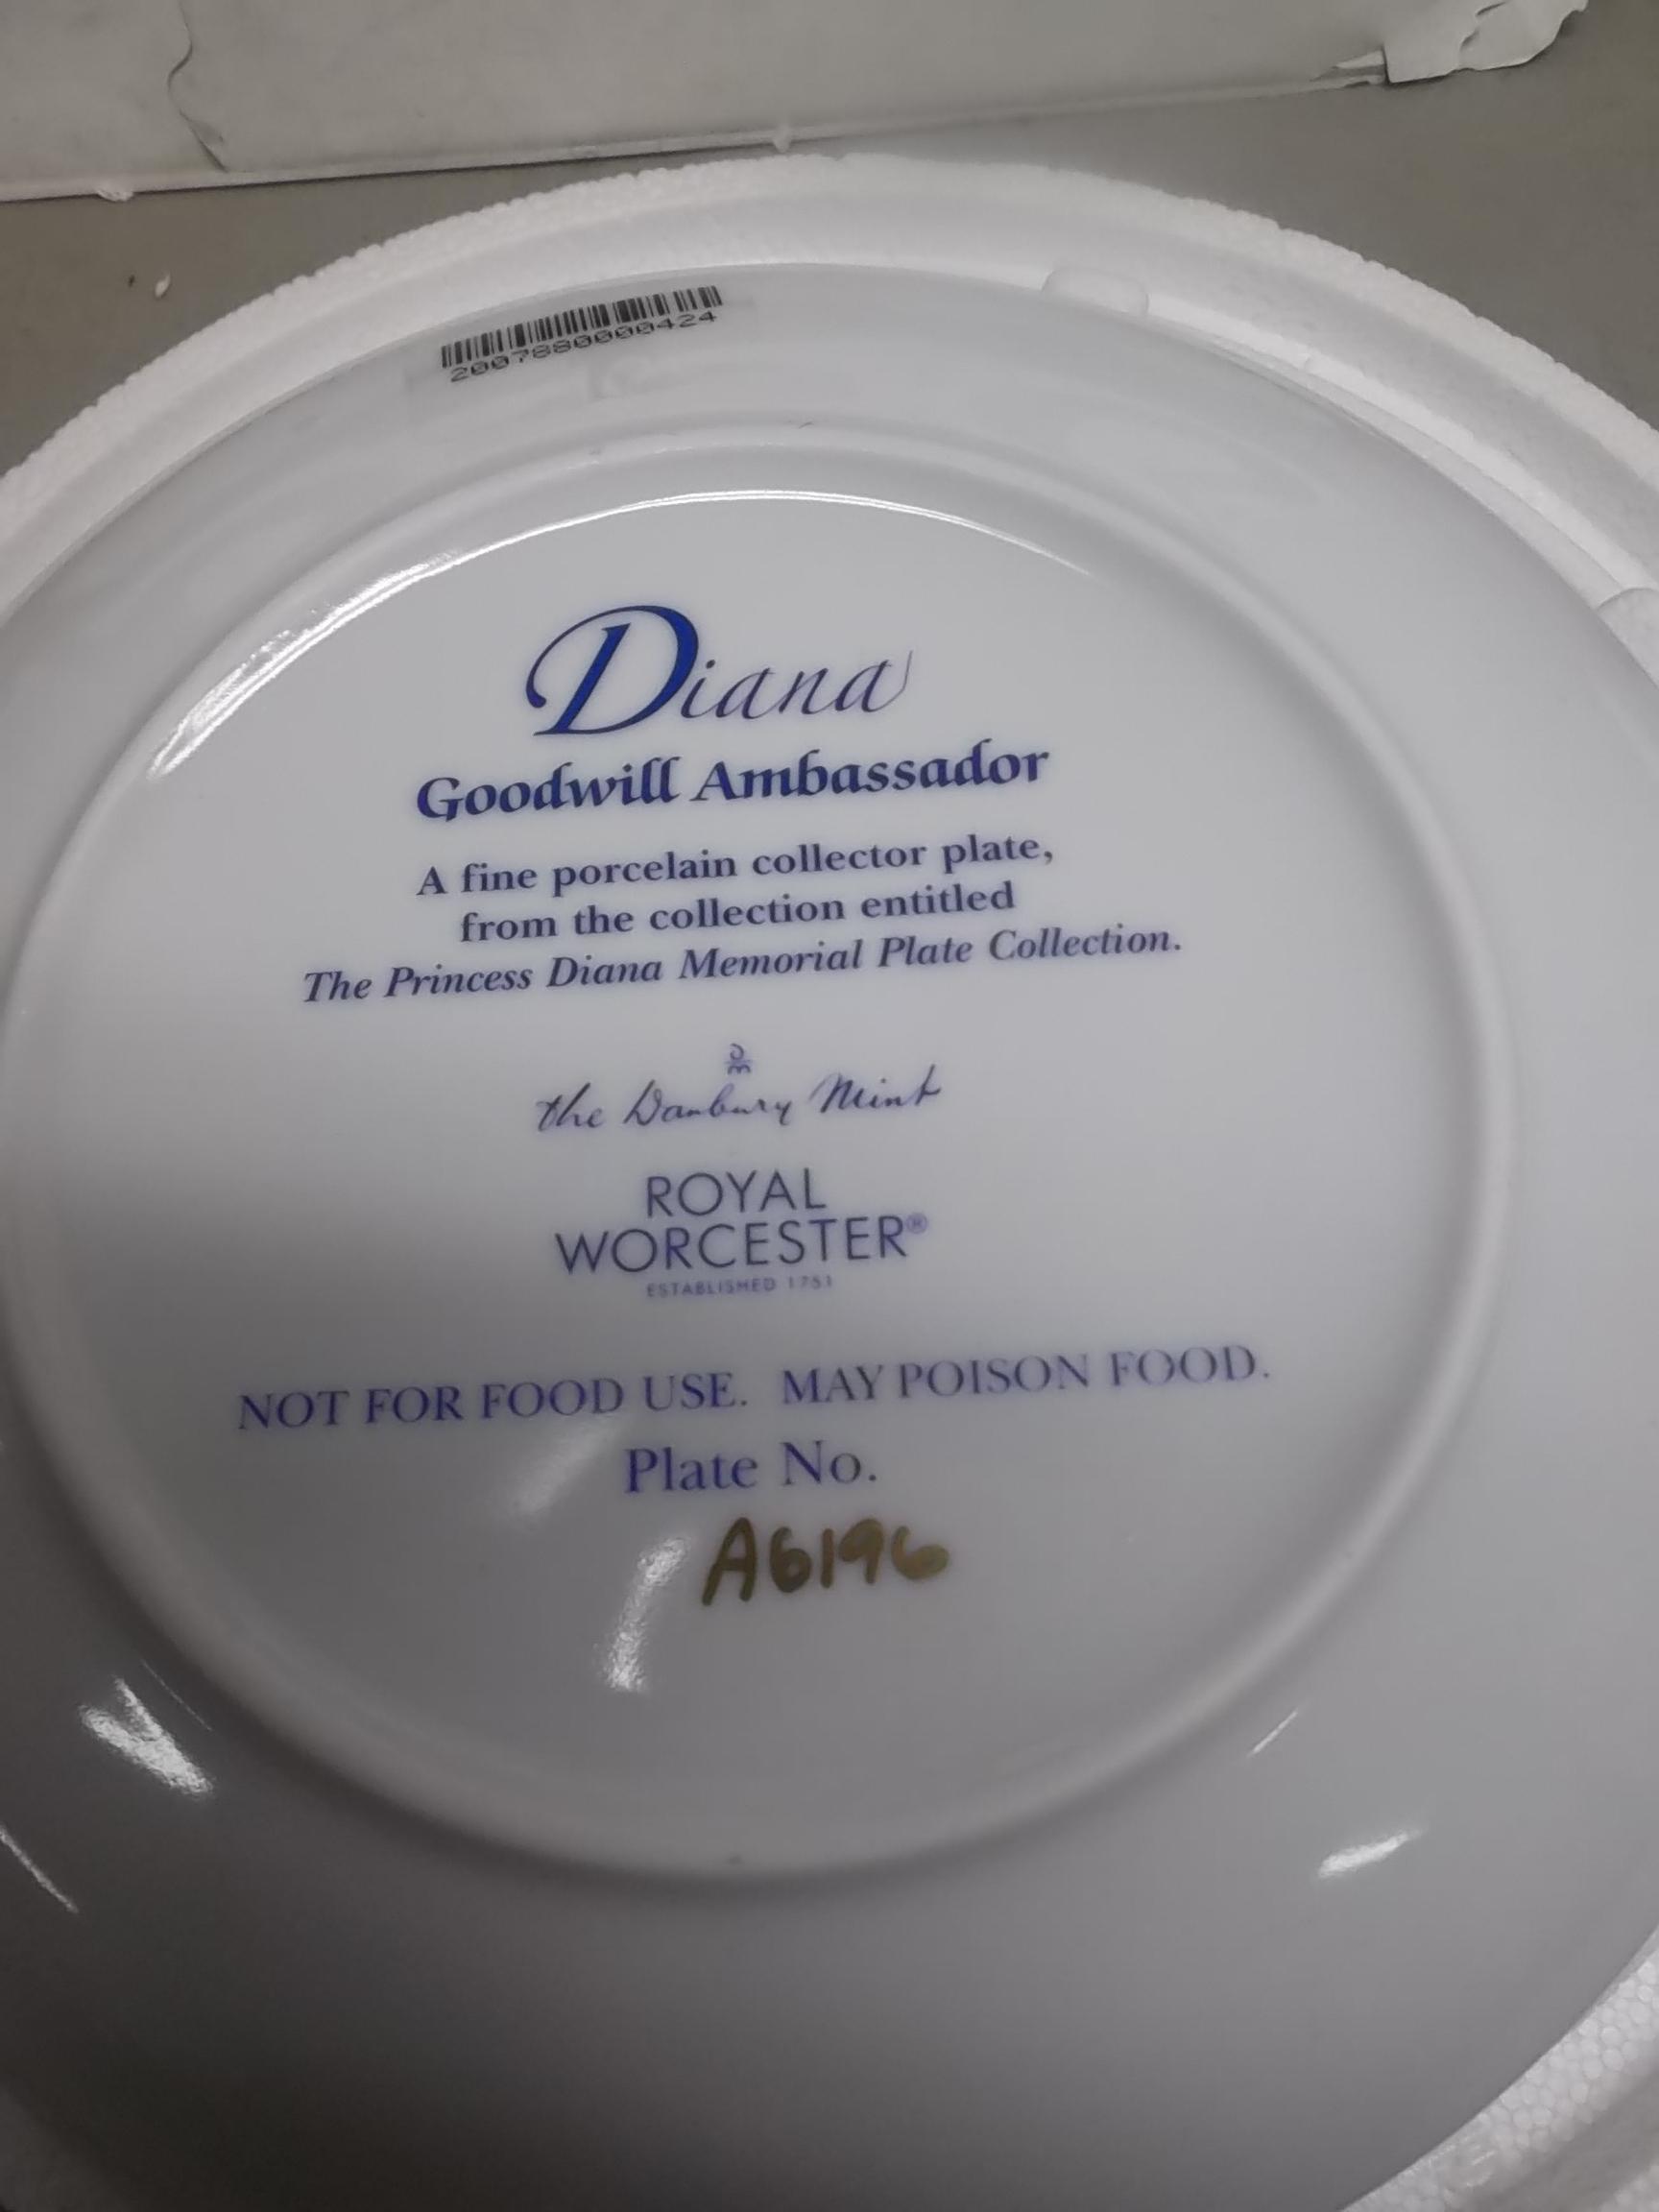 2007880000424
Diana
Goodwill Ambassador
A fine porcelain collector plate,
from the collection entitled
The Princess Diana Memorial Plate Collection.
the Danbury Mint
ROYAL
WORCESTER®
ESTABLISHED 1751
NOT FOR FOOD USE. MAY POISON FOOD.
Plate No.
A6196